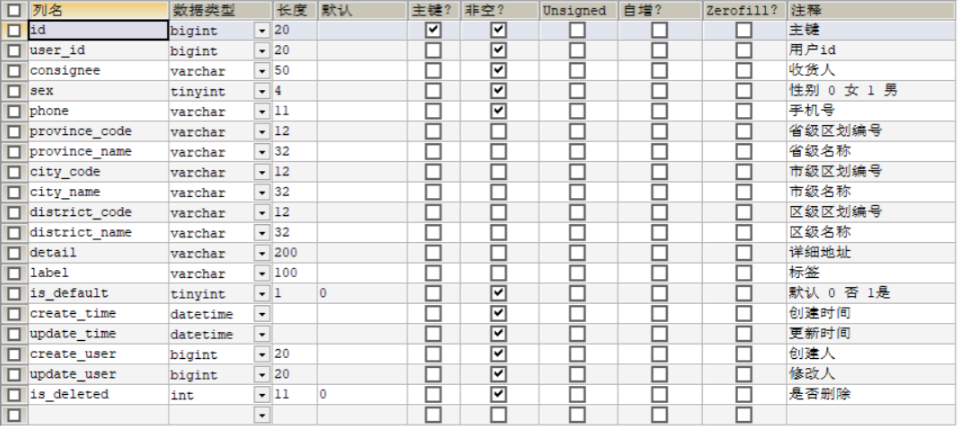 列名 数据类型 长度 默认 主键? 非空? Unsigned 自增? Zerofill? 注释
id bigint 20 主键
user_id bigint 20 用户id
consignee varchar 50 收货人
sex tinyint 4 性别 0 女 1 男
phone varchar 11 手机号
province_code varchar 12 省级区划编号
province_name varchar 32 省级名称
city_code varchar 12 市级区划编号
city_name varchar 32 市级名称
district_code varchar 12 区级区划编号
district_name varchar 32 区级名称
detail varchar 200 详细地址
label varchar 100 标签
is_default tinyint 1 0 默认 0 否 1是
create_time datetime 创建时间
update_time datetime 更新时间
create_user bigint 20 创建人
update_user bigint 20 修改人
is_deleted int 11 0 是否删除